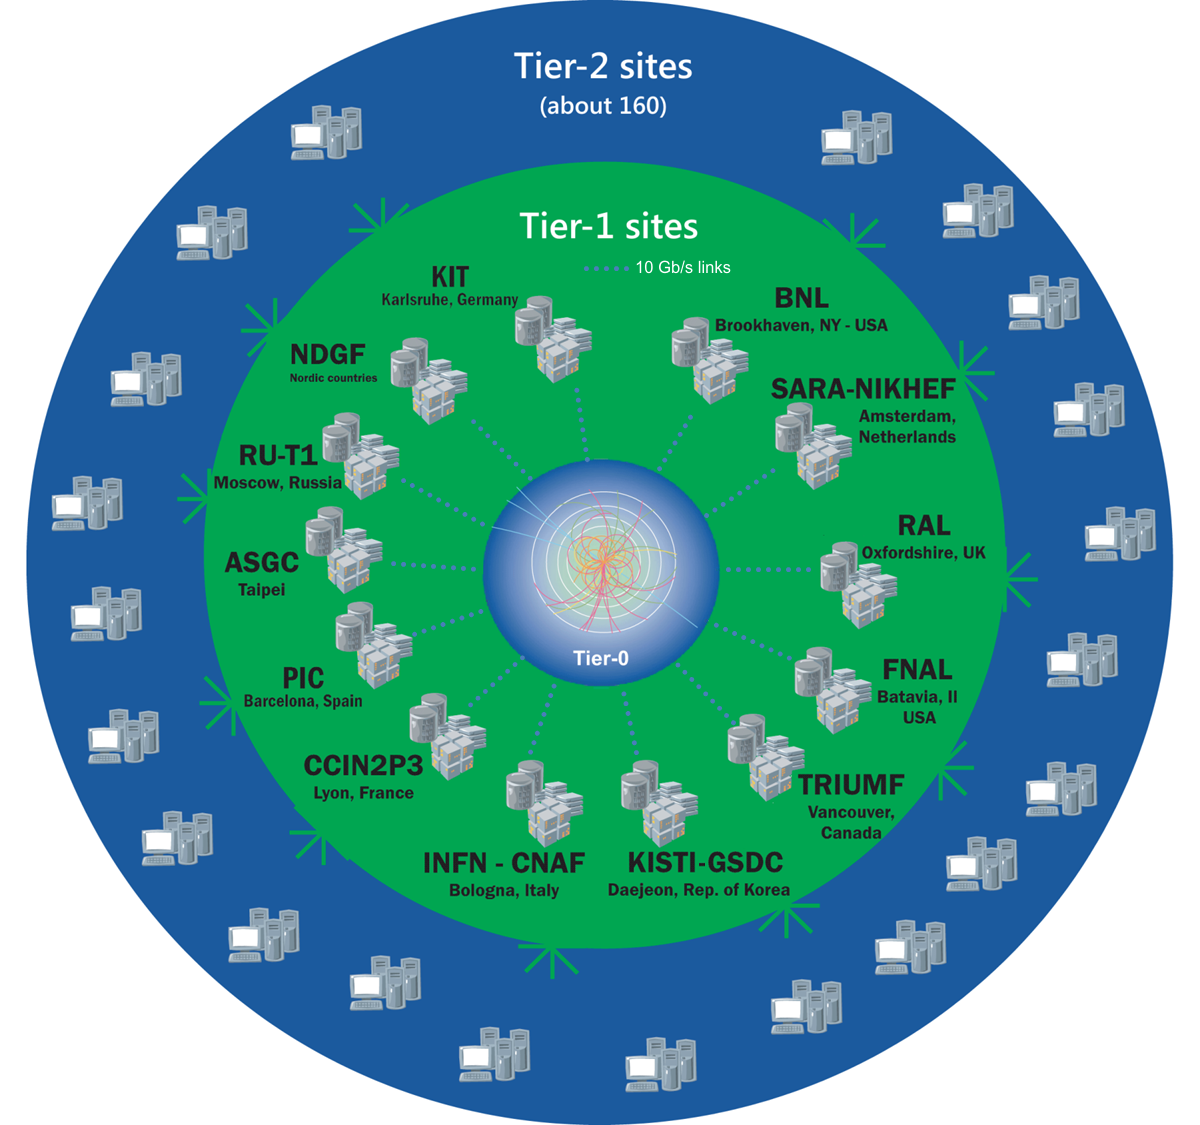 Tier-2 sites
(about 160)
Tier-1 sites
10 Gb/s links
KIT
Karlsruhe, Germany
BNL
Brookhaven, NY - USA
NDGF
Nordic countries
SARA-NIKHEF
Amsterdam,
Netherlands
RU-T1
Moscow, Russia
RAL
Oxfordshire, UK
ASGC
Taipei
Tier-0
PIC
Barcelona, Spain
FNAL
Batavia, Il
USA
CCIN2P3
Lyon, France
TRIUMF
Vancouver,
Canada
INFN - CNAF
Bologna, Italy
KISTI-GSDC
Daejeon, Rep. of Korea